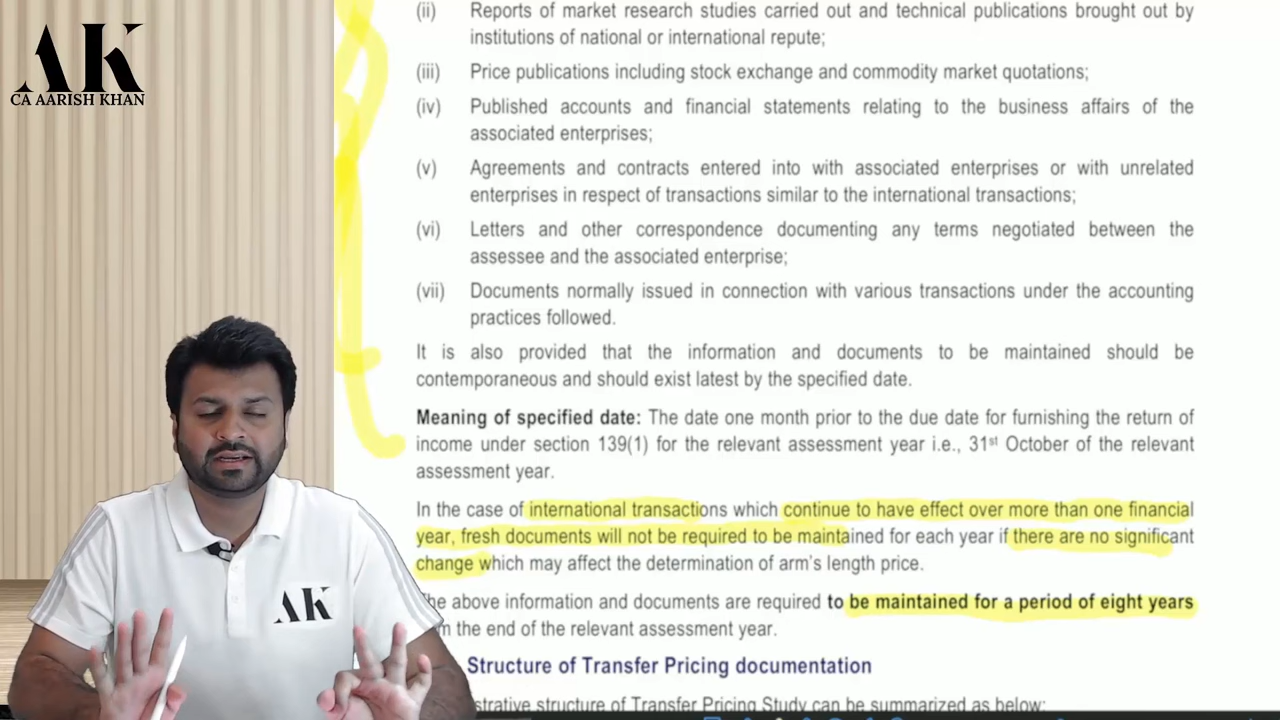 AK
CA AARISH KHAN
(ii) Reports of market research studies carried out and technical publications brought out by
institutions of national or international repute;
(iii) Price publications including stock exchange and commodity market quotations;
(iv) Published accounts and financial statements relating to the business affairs of the
associated enterprises;
(v) Agreements and contracts entered into with associated enterprises or with unrelated
enterprises in respect of transactions similar to the international transactions;
(vi) Letters and other correspondence documenting any terms negotiated between the
assessee and the associated enterprise;
(vii) Documents normally issued in connection with various transactions under the accounting
practices followed.
It is also provided that the information and documents to be maintained should be
contemporaneous and should exist latest by the specified date.
Meaning of specified date: The date one month prior to the due date for furnishing the return of
income under section 139(1) for the relevant assessment year i.e., 31st October of the relevant
assessment year.
In the case of international transactions which continue to have effect over more than one financial
year, fresh documents will not be required to be maintained for each year if there are no significant
change which may affect the determination of arm's length price.
above information and documents are required to be maintained for a period of eight years
the end of the relevant assessment year.
Structure of Transfer Pricing documentation
structure of Transfer Pricing Study can be summarized as below:
AK